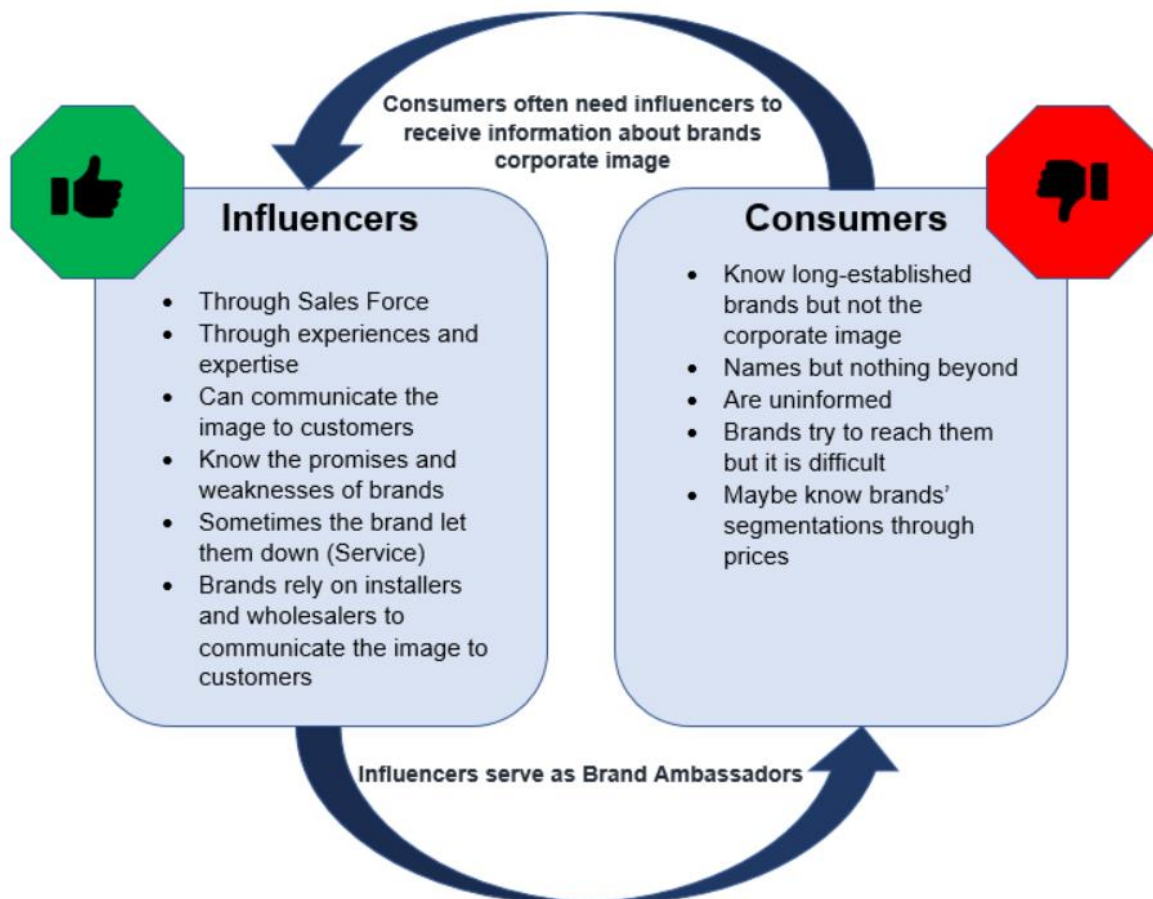 Consumers often need influencers to
receive information about brands
corporate image
Influencers
• Through Sales Force
• Through experiences and
expertise
• Can communicate the
image to customers
• Know the promises and
weaknesses of brands
• Sometimes the brand let
them down (Service)
• Brands rely on installers
and wholesalers to
communicate the image to
customers
Consumers
• Know long-established
brands but not the
corporate image
• Names but nothing beyond
• Are uninformed
• Brands try to reach them
but it is difficult
• Maybe know brands’
segmentations through
prices
Influencers serve as Brand Ambassadors